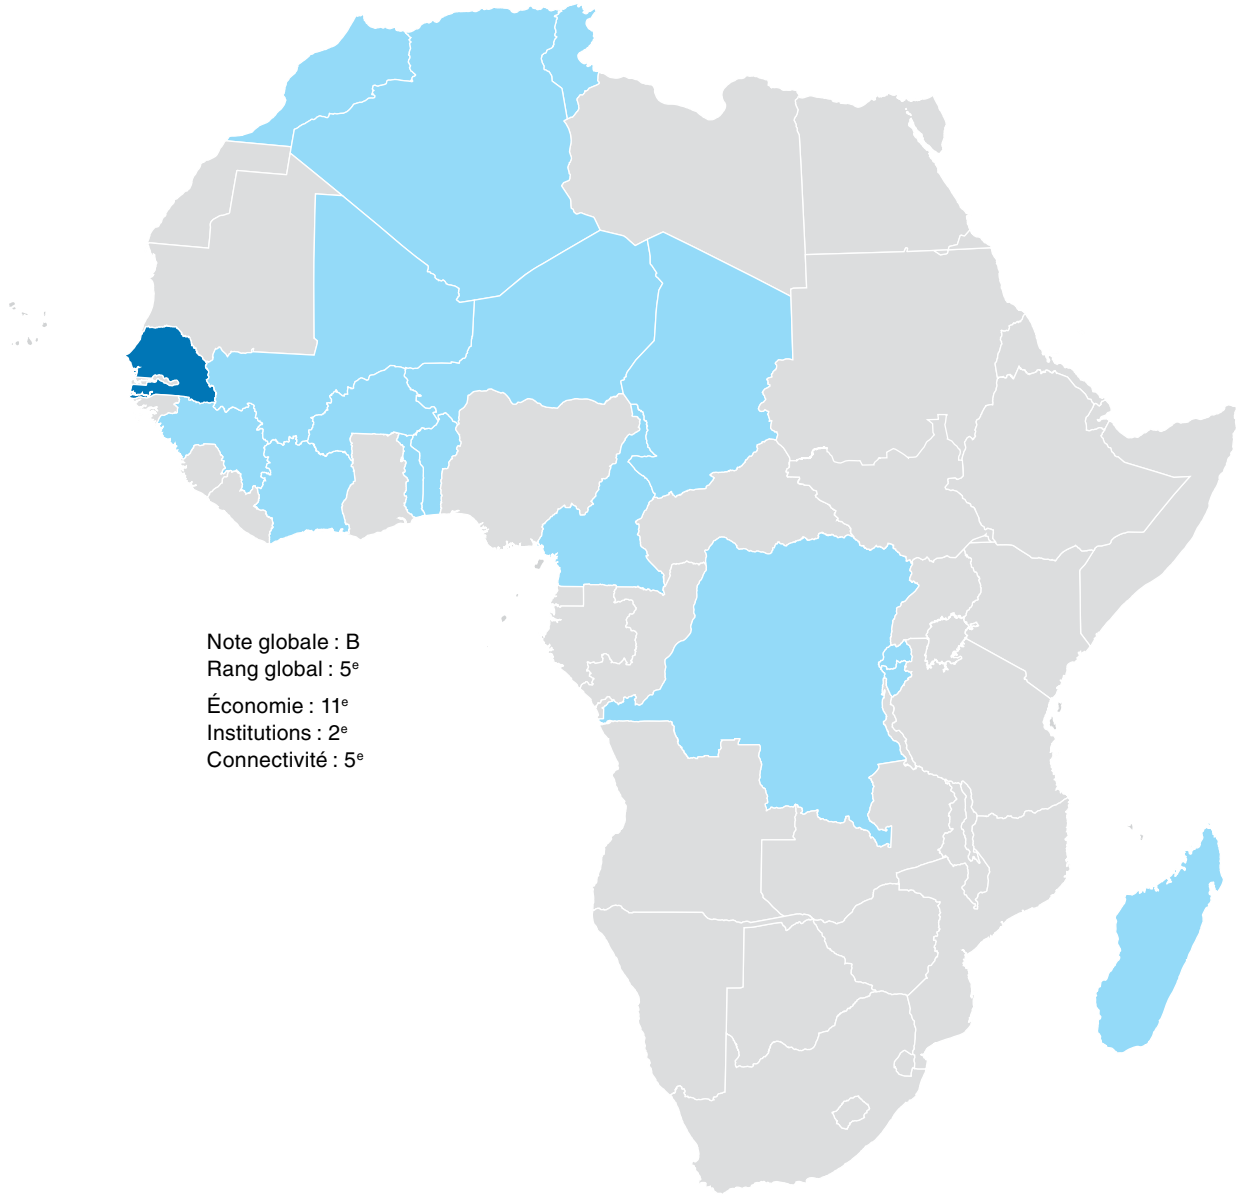 Note globale : B
Rang global : 5e
Économie : 11e
Institutions : 2e
Connectivité : 5e